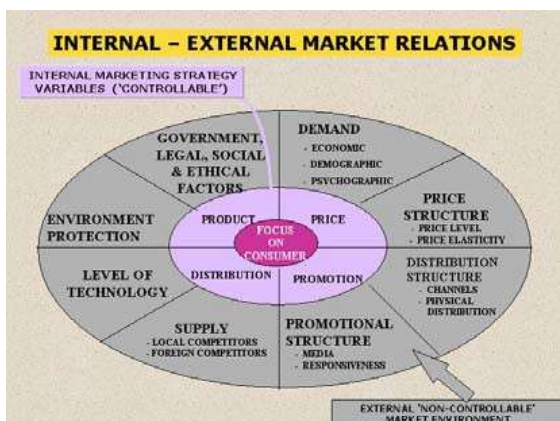 INTERNAL – EXTERNAL MARKET RELATIONS
INTERNAL MARKETING STRATEGY
VARIABLES ('CONTROLLABLE')
GOVERNMENT,
LEGAL, SOCIAL
& ETHICAL
FACTORS
DEMAND
- ECONOMIC
- DEMOGRAPHIC
- PSYCHOGRAPHIC
ENVIRONMENT
PROTECTION
PRODUCT
PRICE
PRICE
STRUCTURE
- PRICE LEVEL
- PRICE ELASTICITY
FOCUS
ON
CONSUMER
LEVEL OF
TECHNOLOGY
DISTRIBUTION
PROMOTION
DISTRIBUTION
STRUCTURE
- CHANNELS
- PHYSICAL
DISTRIBUTION
SUPPLY
- LOCAL COMPETITORS
- FOREIGN COMPETITORS
PROMOTIONAL
STRUCTURE
- MEDIA
- RESPONSIVENESS
EXTERNAL 'NON-CONTROLLABLE'
MARKET ENVIRONMENT